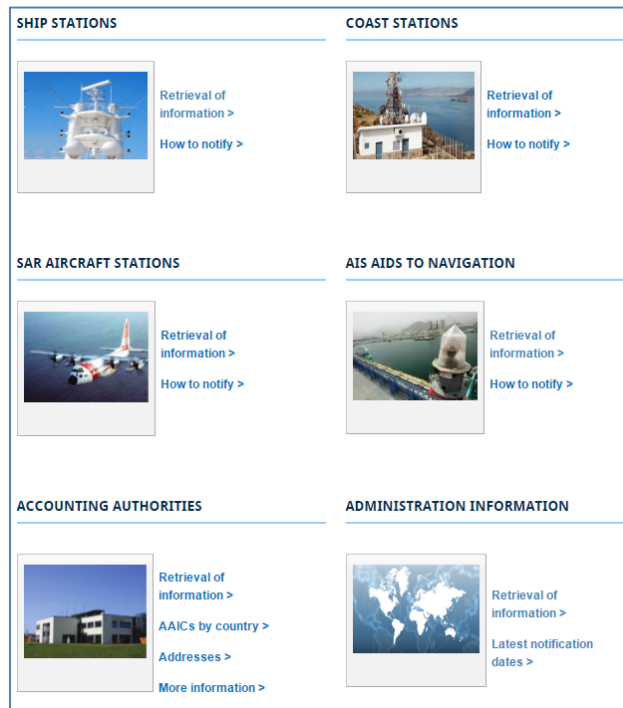 SHIP STATIONS
Retrieval of
information >
How to notify >
COAST STATIONS
Retrieval of
information >
How to notify >
SAR AIRCRAFT STATIONS
Retrieval of
information >
How to notify >
AIS AIDS TO NAVIGATION
Retrieval of
information >
How to notify >
ACCOUNTING AUTHORITIES
Retrieval of
information >
AAICs by country >
Addresses >
More information >
ADMINISTRATION INFORMATION
Retrieval of
information >
Latest notification
dates >